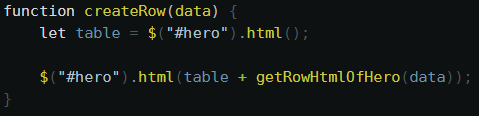 function createRow(data) {
    let table = $("#hero").html();

    $("#hero").html(table + getRowHtmlOfHero(data));
}